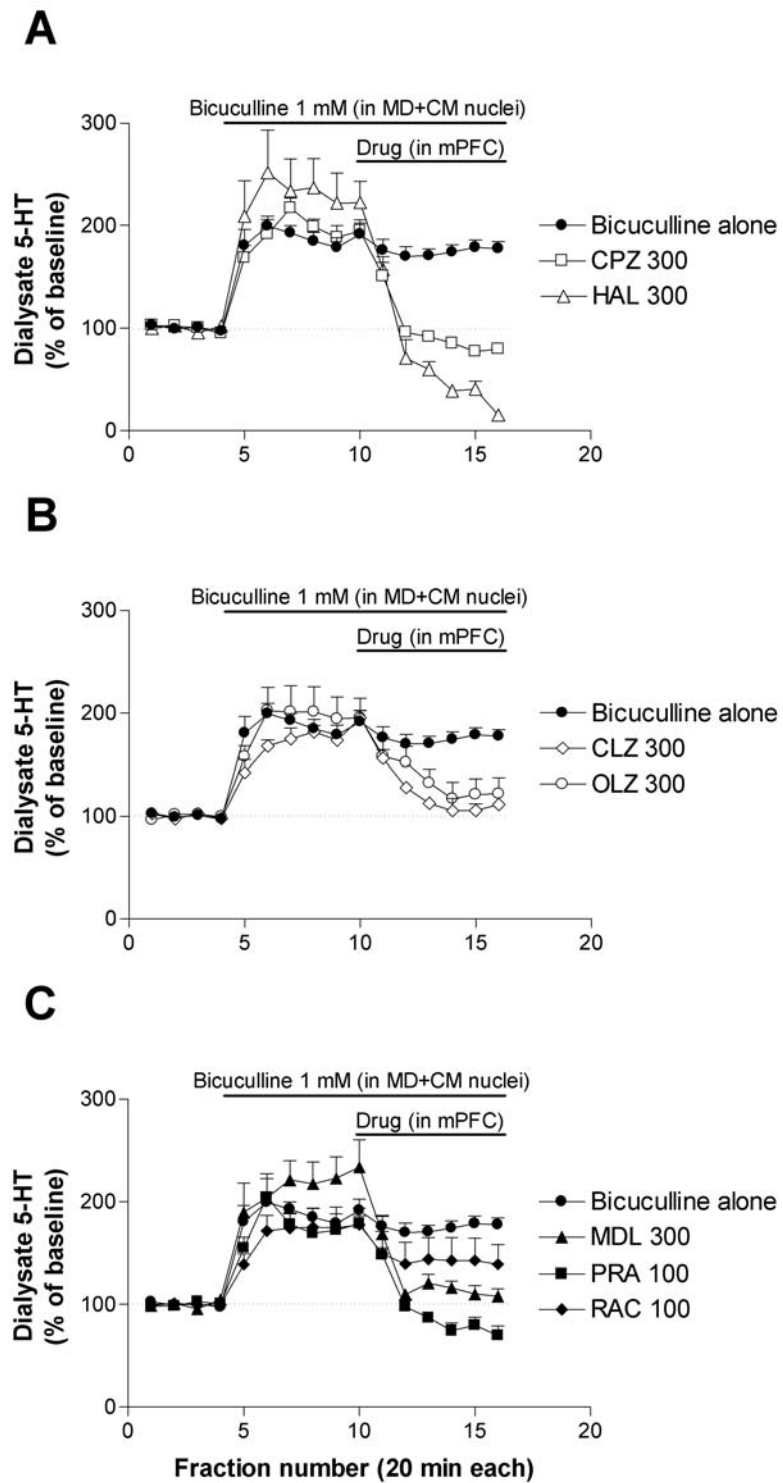 A
Bicuculline 1 mM (in MD+CM nuclei)
Drug (in mPFC)
300
200
100
0
Dialysate 5-HT
(% of baseline)
0 5 10 15 20
Bicuculline alone
CPZ 300
HAL 300
B
Bicuculline 1 mM (in MD+CM nuclei)
Drug (in mPFC)
300
200
100
0
Dialysate 5-HT
(% of baseline)
0 5 10 15 20
Bicuculline alone
CLZ 300
OLZ 300
C
Bicuculline 1 mM (in MD+CM nuclei)
Drug (in mPFC)
300
200
100
0
Dialysate 5-HT
(% of baseline)
0 5 10 15 20
Bicuculline alone
MDL 300
PRA 100
RAC 100
Fraction number (20 min each)